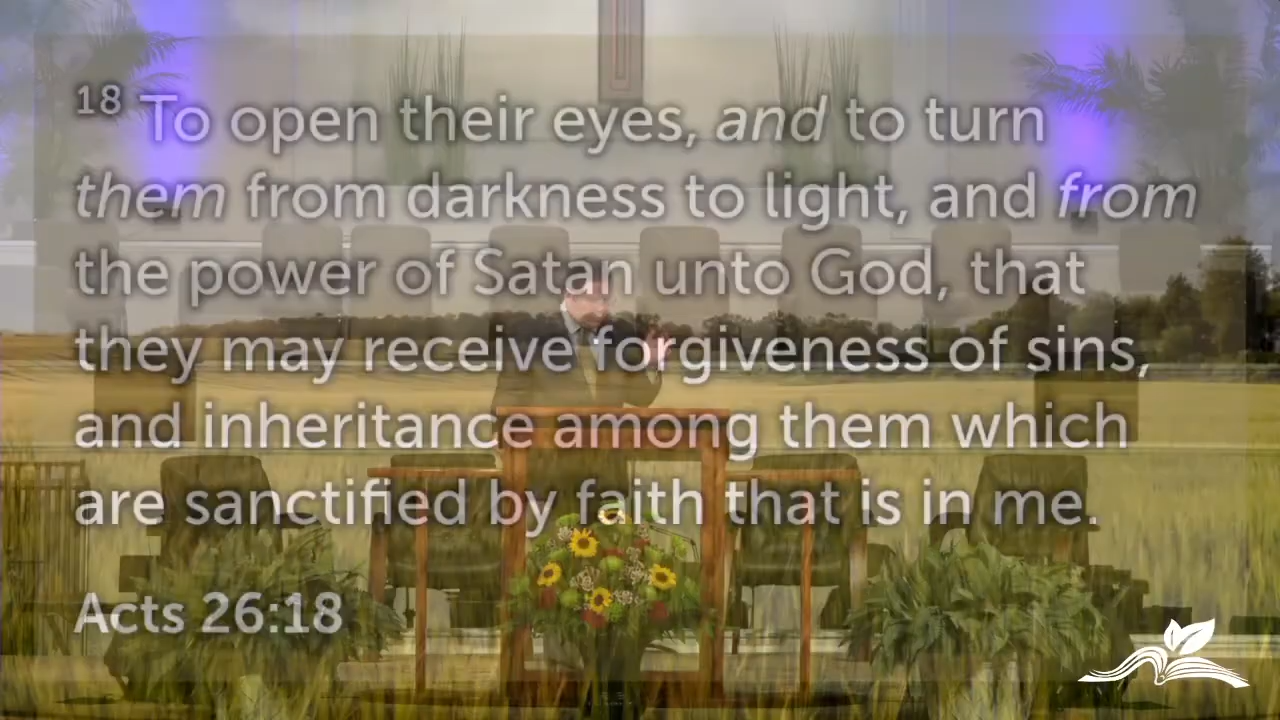 18 To open their eyes, and to turn
them from darkness to light, and from
the power of Satan unto God, that
they may receive forgiveness of sins,
and inheritance among them which
are sanctified by faith that is in me.
Acts 26:18